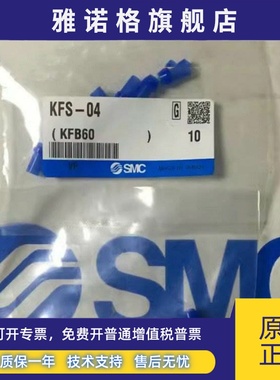 雅诺格旗舰店
KFS-04
G
( KFB60 )
10
SMC
SMC
可打开专票,免费开普通增值税发票
质保一年 技术支持 售后无忧
原
正